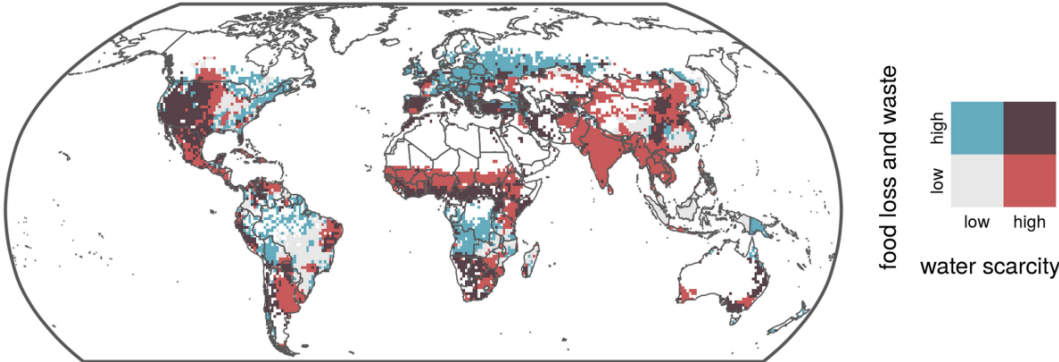 food loss and waste
high
low
low high
water scarcity